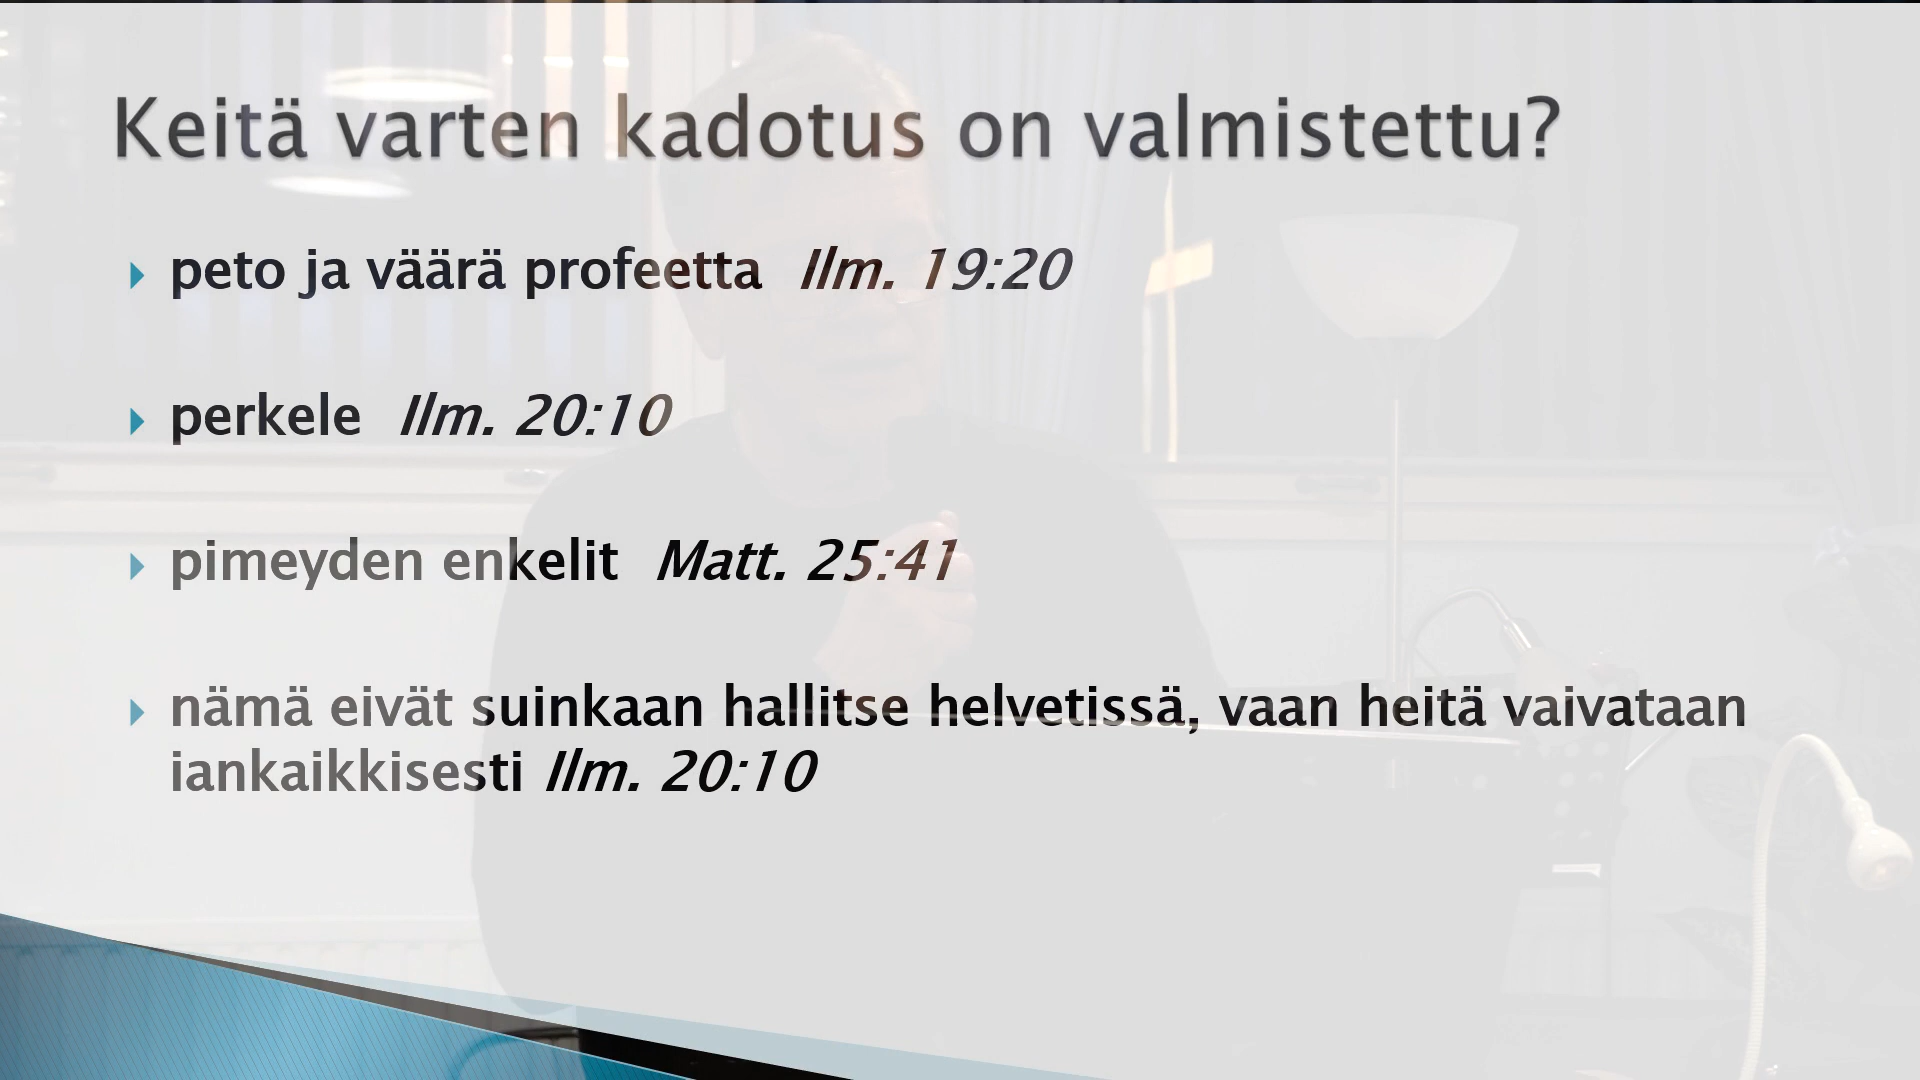 Keitä varten kadotus on valmistettu?
peto ja väärä profeetta Ilm. 19:20
perkele Ilm. 20:10
pimeyden enkelit Matt. 25:41
nämä eivät suinkaan hallitse helvetissä, vaan heitä vaivataan
iankaikkisesti Ilm. 20:10